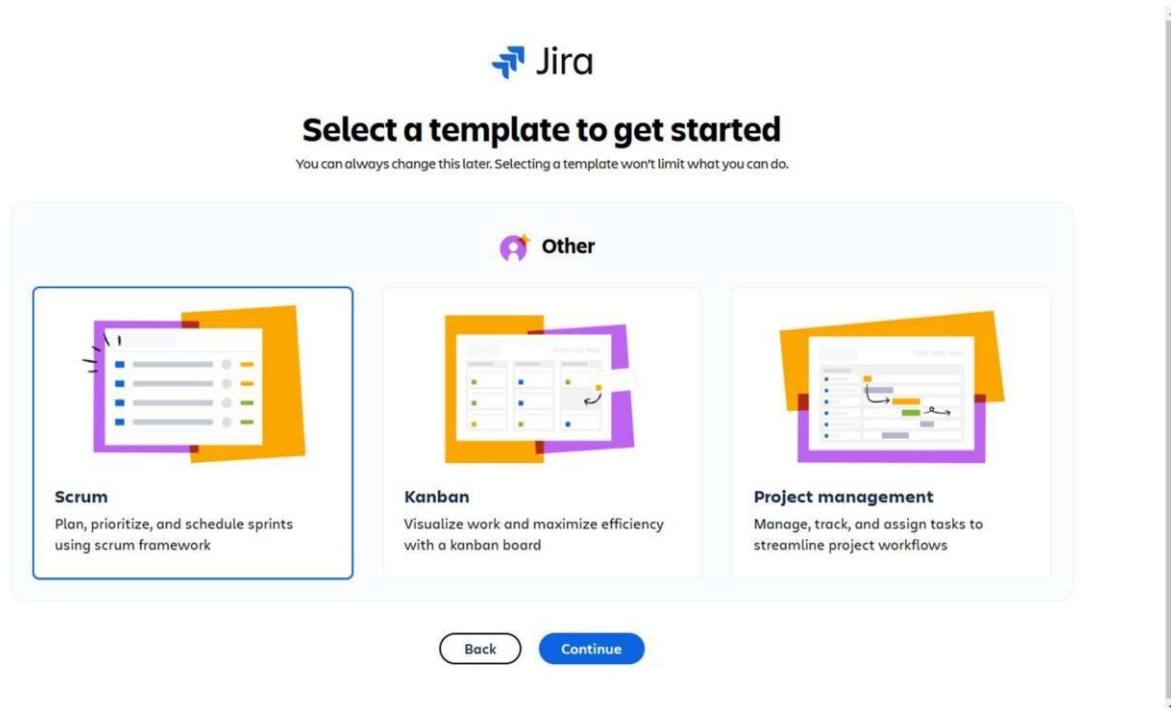 Jira
Select a template to get started
You can always change this later. Selecting a template won't limit what you can do.
Other
Scrum
Plan, prioritize, and schedule sprints
using scrum framework
Kanban
Visualize work and maximize efficiency
with a kanban board
Project management
Manage, track, and assign tasks to
streamline project workflows
Back
Continue